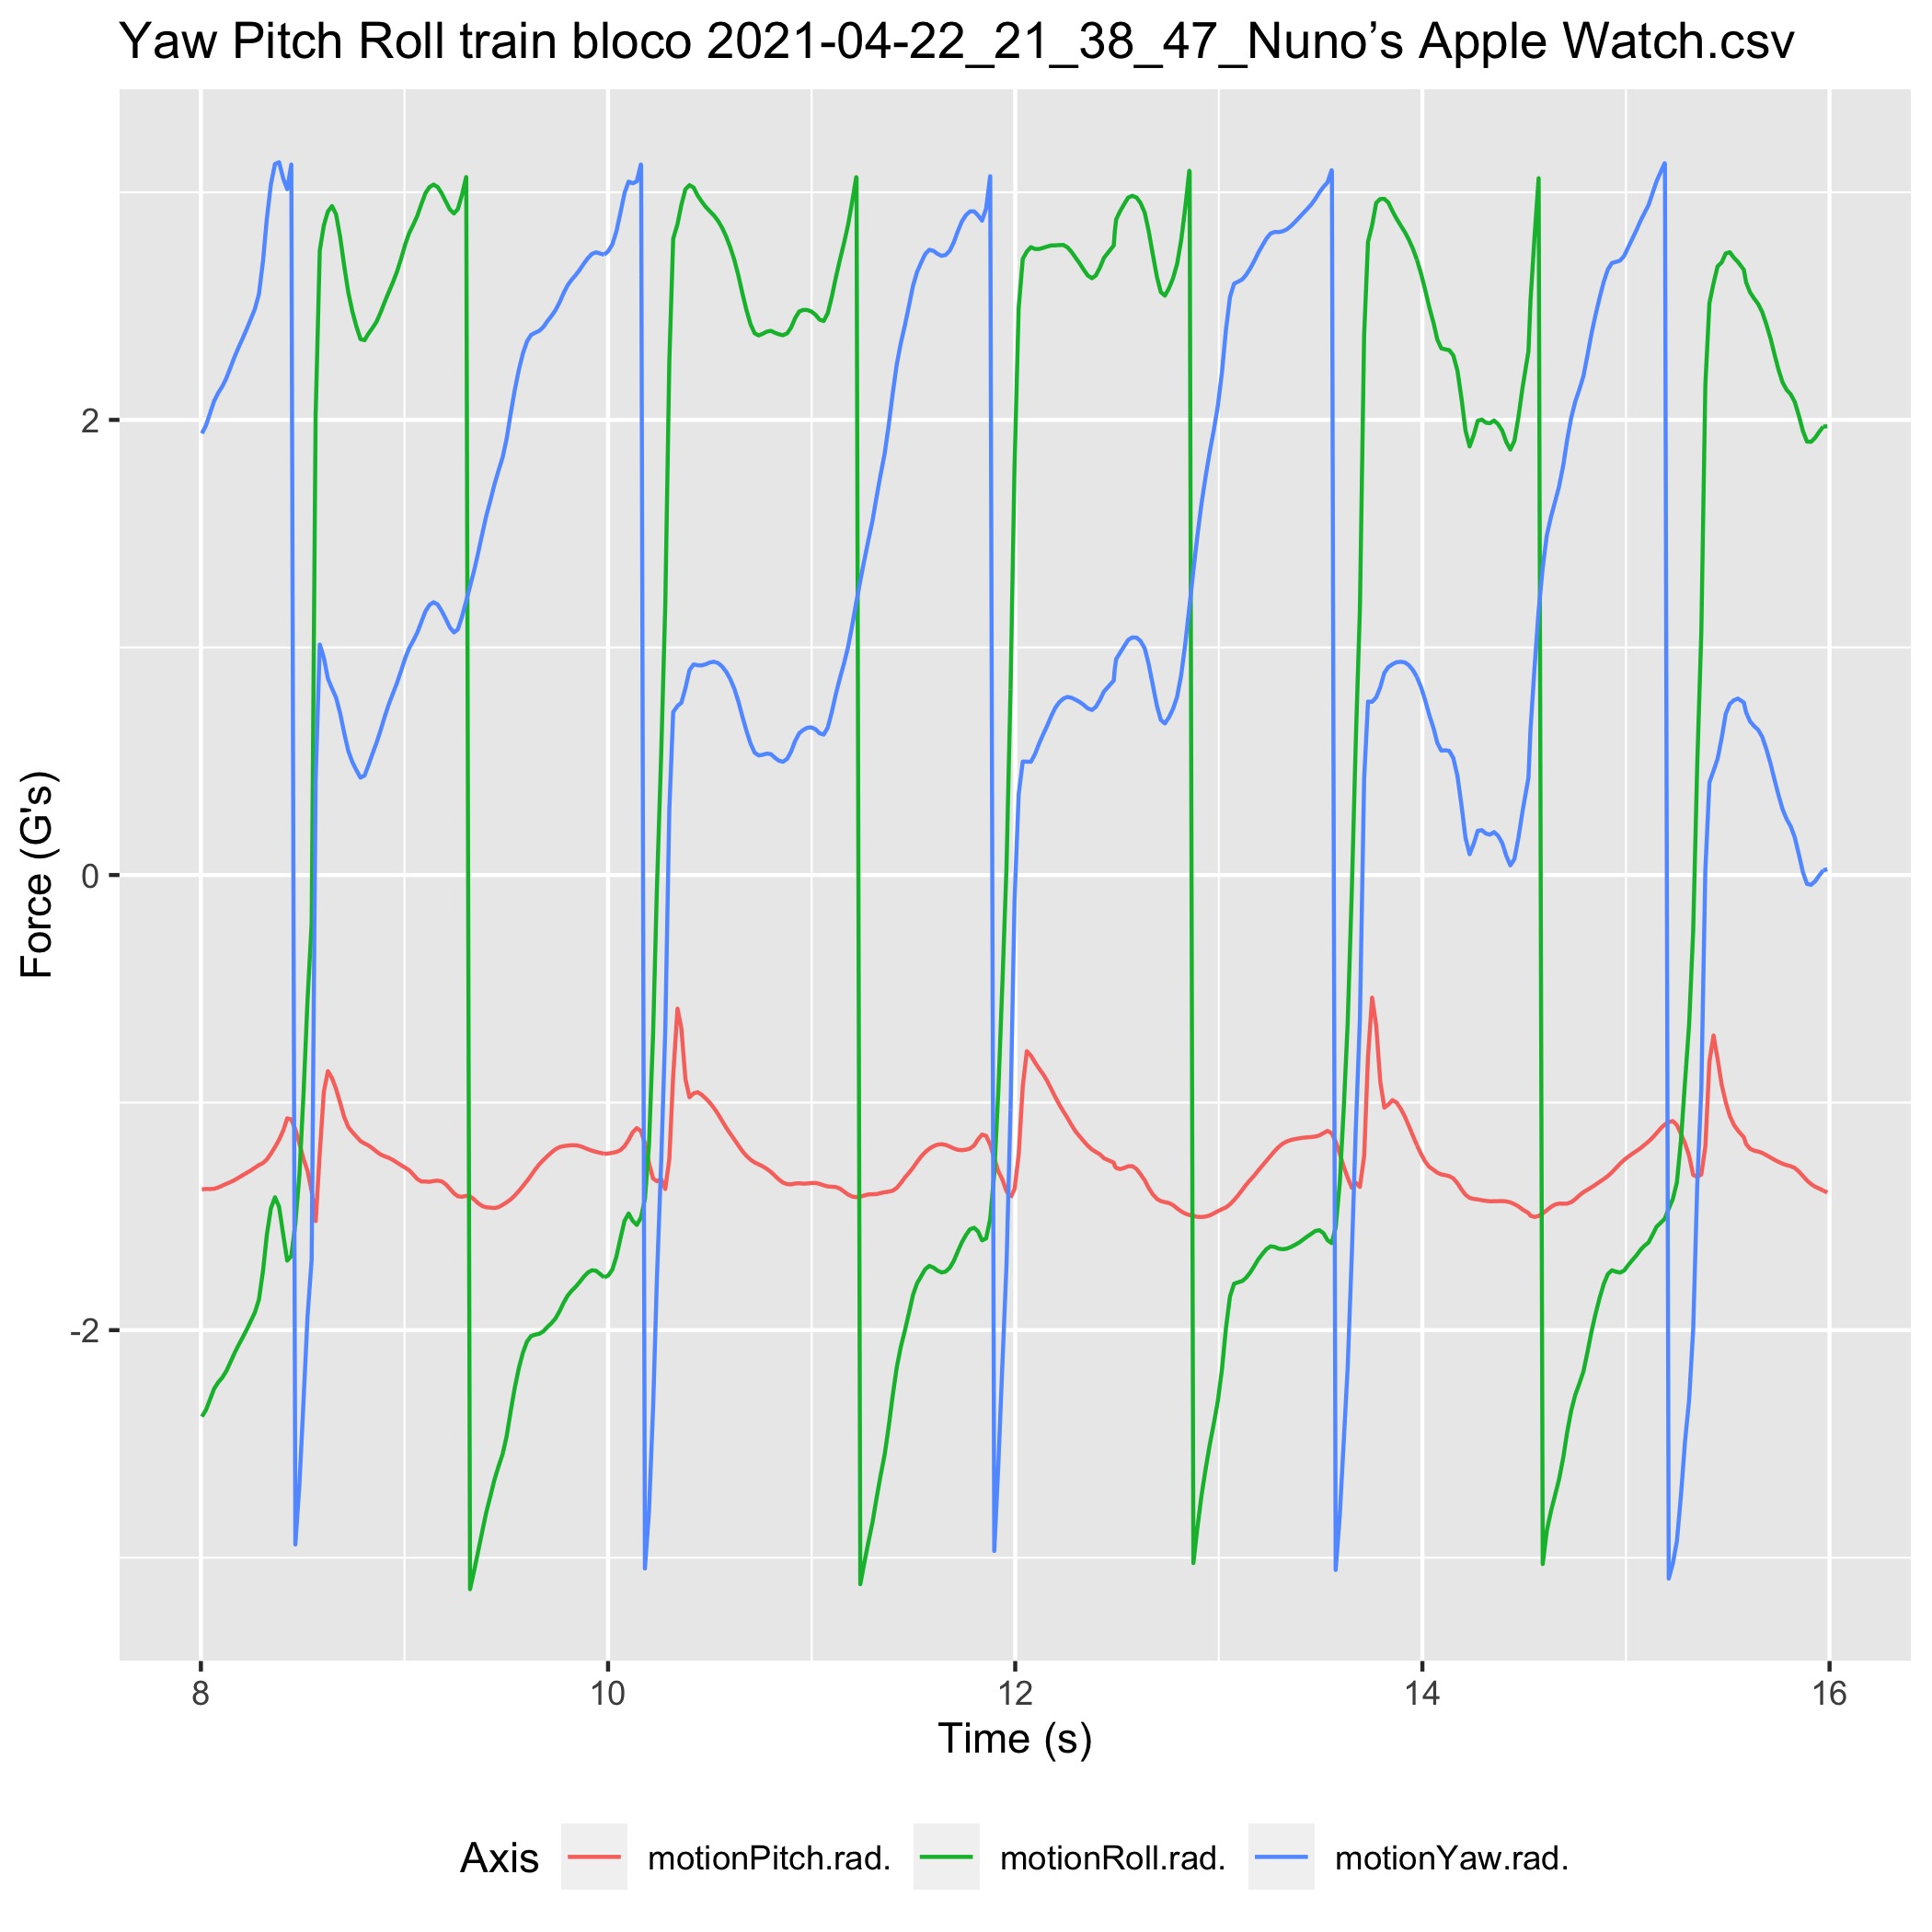 Yaw Pitch Roll train bloco 2021-04-22_21_38_47_Nuno’s Apple Watch.csv
Force (G's)
2
0
-2
8 10 12 14 16
Time (s)
Axis motionPitch.rad. motionRoll.rad. motionYaw.rad.